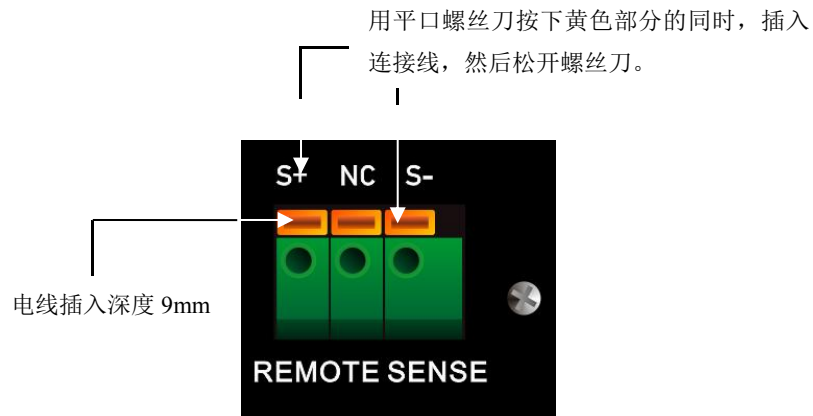 用平口螺丝刀按下黄色部分的同时，插入
连接线，然后松开螺丝刀。
S+ NC S-
电线插入深度 9mm
REMOTE SENSE